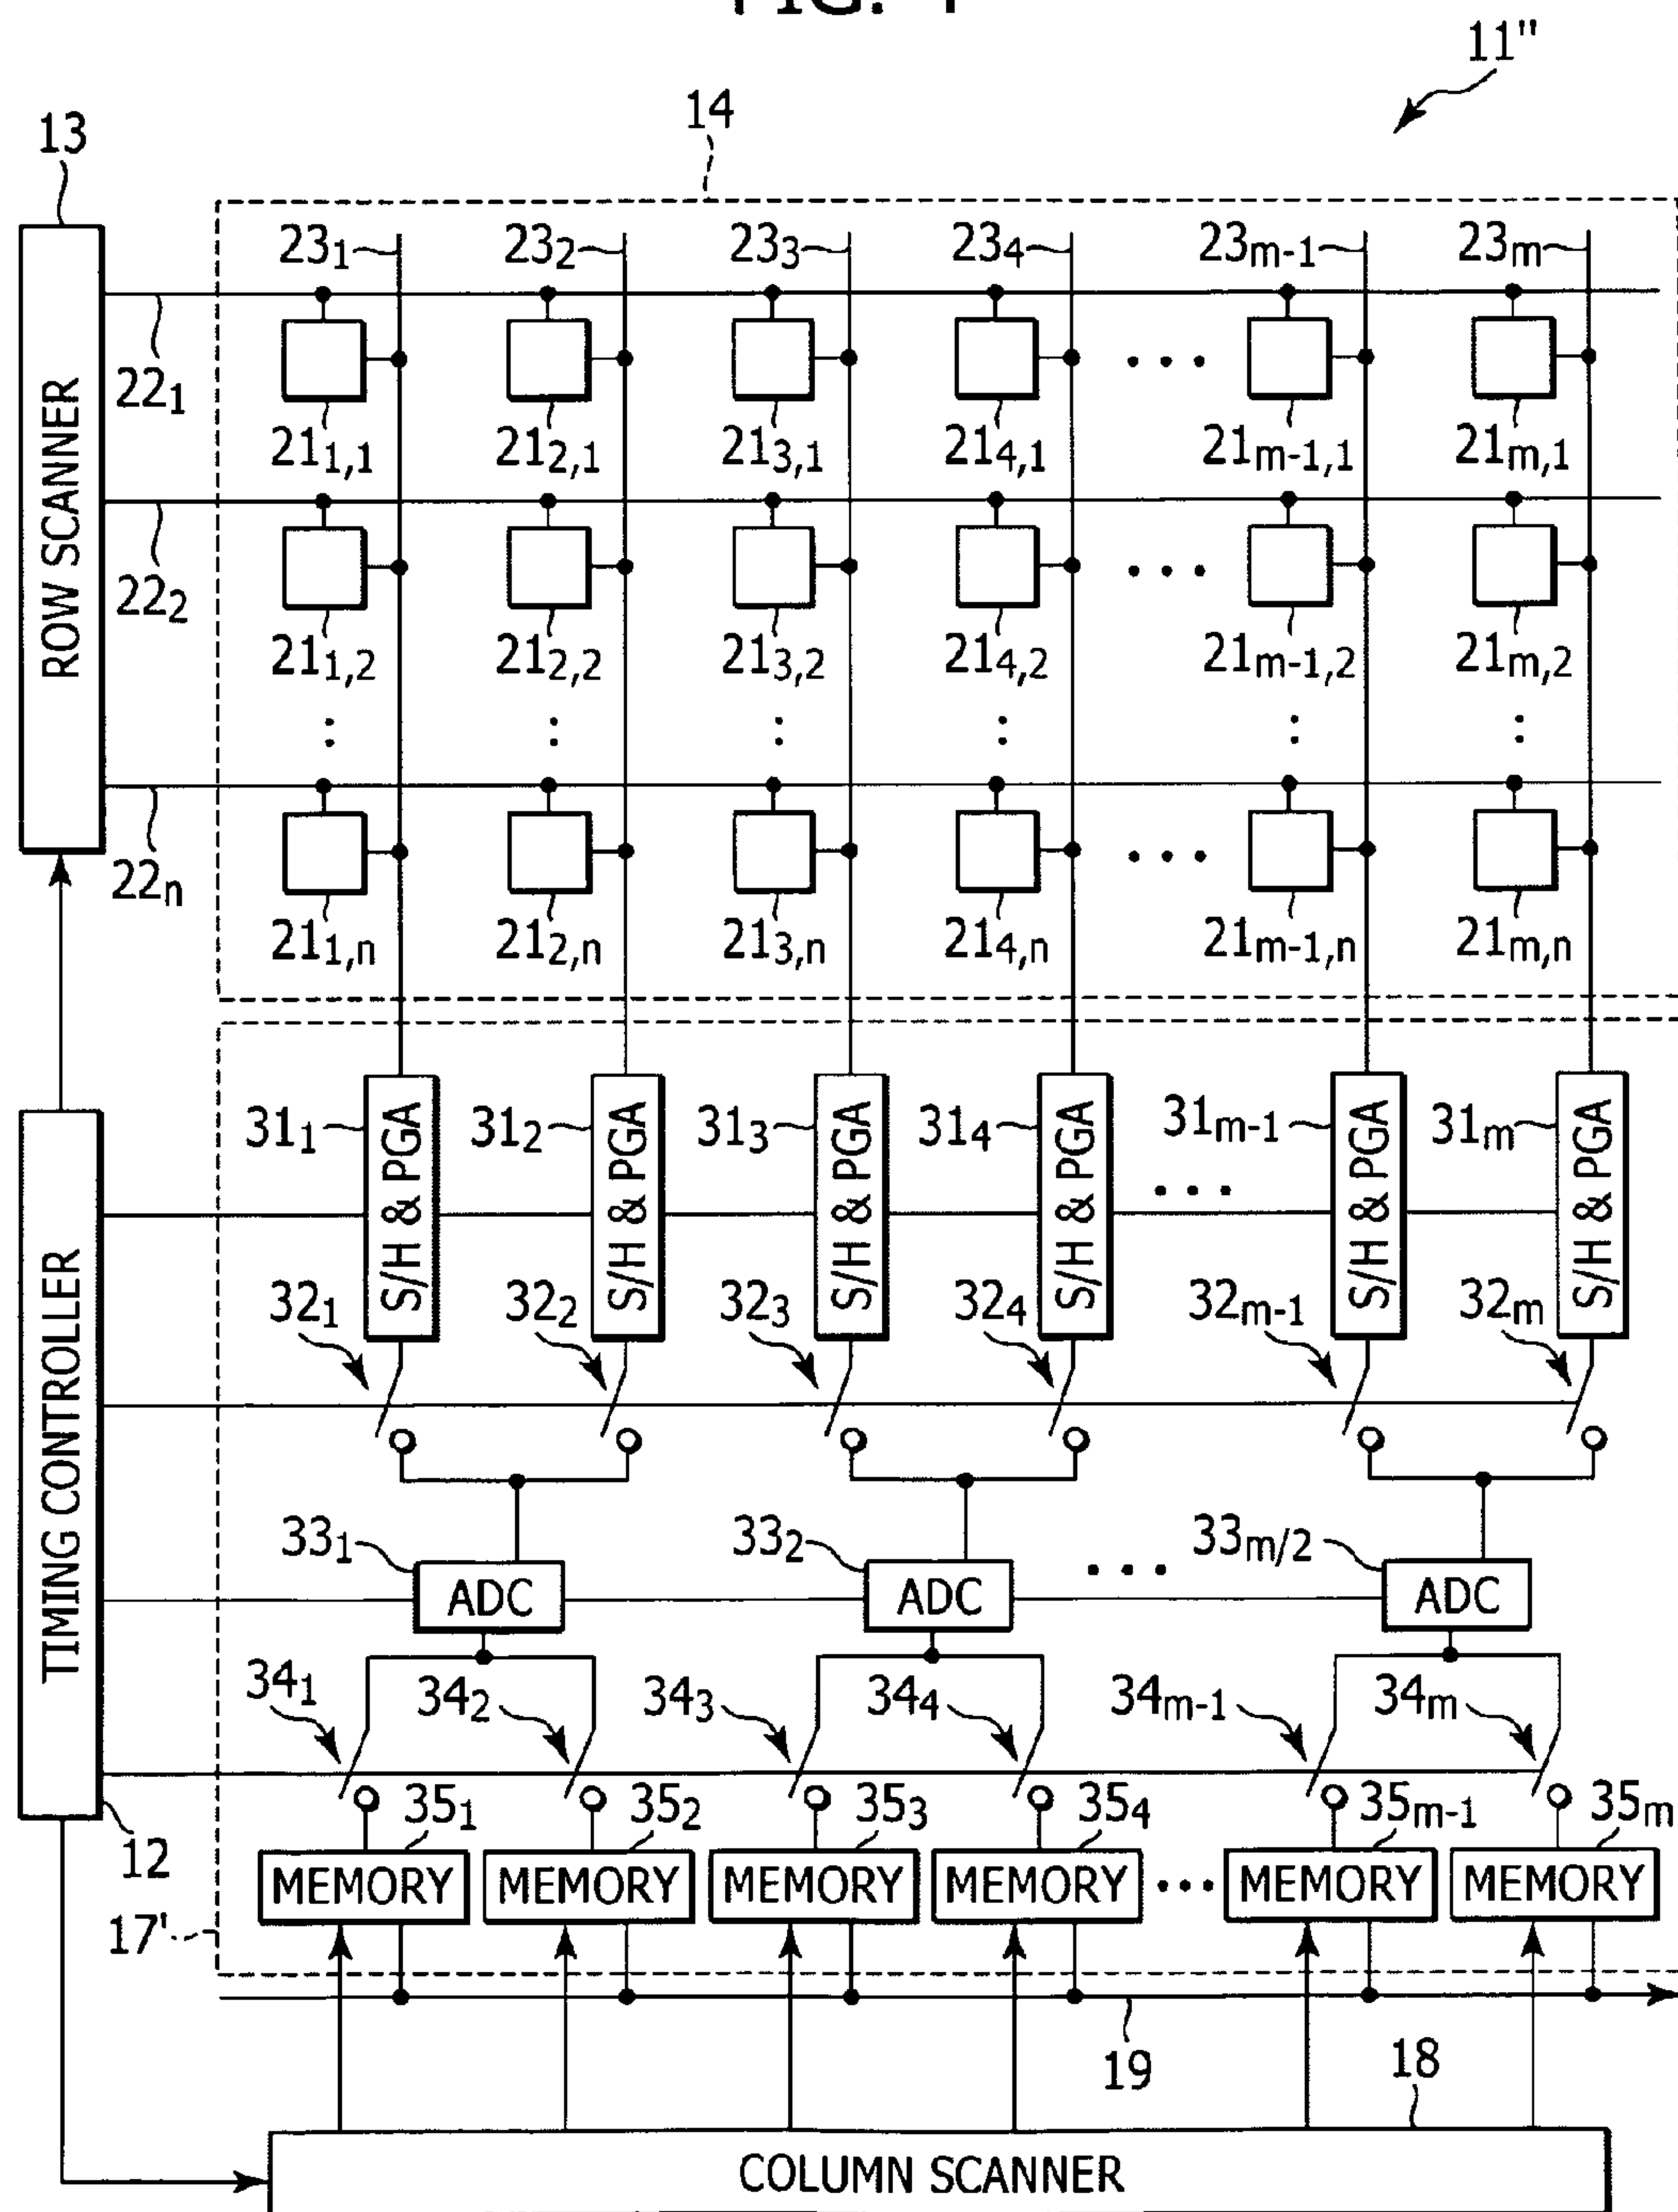 11"
14
13
23₁ 23₂ 23₃ 23₄ 23m-1 23m
22₁
21₁,₁ 21₂,₁ 21₃,₁ 21₄,₁ ... 21m-1,1 21m,1
ROW SCANNER
22₂
21₁,₂ 21₂,₂ 21₃,₂ 21₄,₂ ... 21m-1,2 21m,2
22n
21₁,n 21₂,n 21₃,n 21₄,n ... 21m-1,n 21m,n
31₁ 31₂ 31₃ 31₄ ... 31m-1 31m
S/H & PGA S/H & PGA S/H & PGA S/H & PGA S/H & PGA S/H & PGA
32₁ 32₂ 32₃ 32₄ 32m-1 32m
TIMING CONTROLLER
33₁ 33₂ ... 33m/2
ADC ADC ADC
34₁ 34₂ 34₃ 34₄ 34m-1 34m
35₁ 35₂ 35₃ 35₄ 35m-1 35m
12
MEMORY MEMORY MEMORY MEMORY ... MEMORY MEMORY
17'
19
18
COLUMN SCANNER